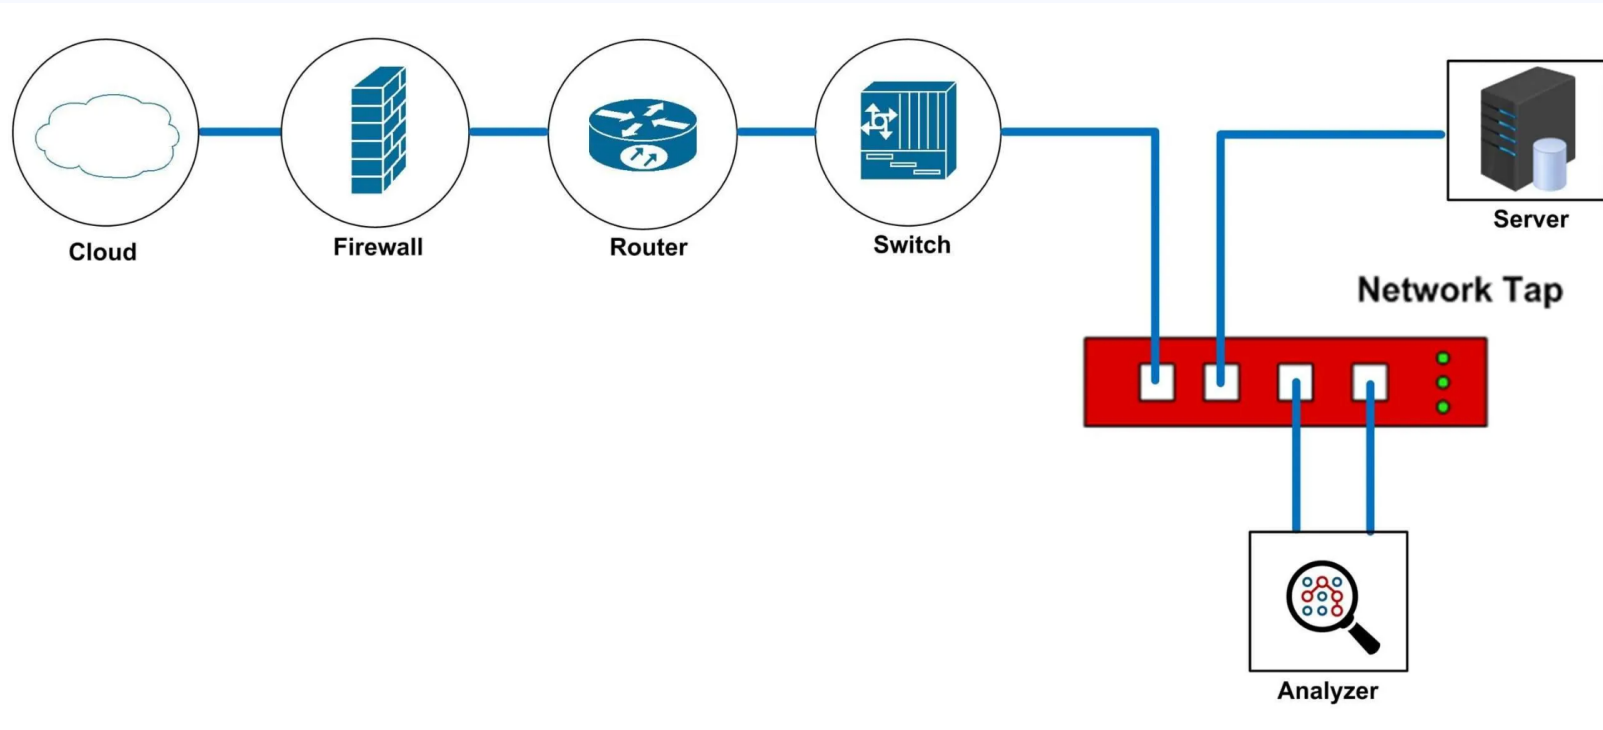 Cloud
Firewall
Router
Switch
Server
Network Tap
Analyzer